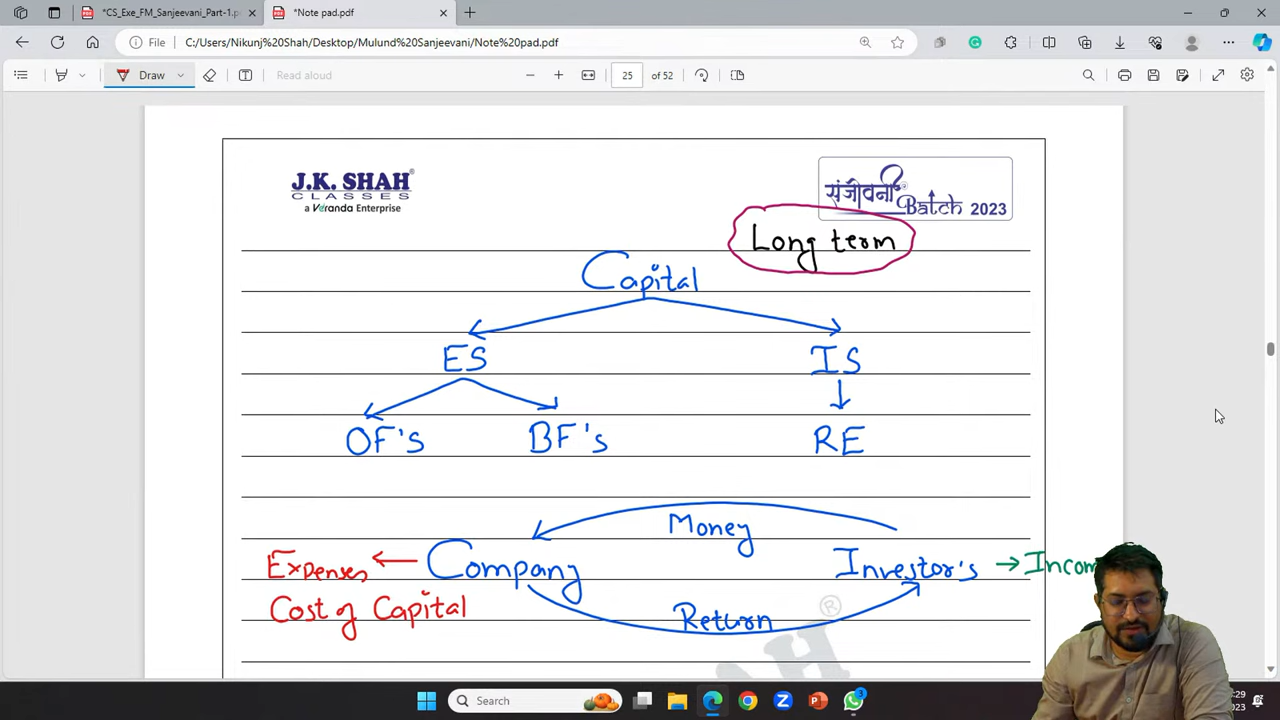 *CS_Exe_FM_Sanjeevani_Part-1.p
*Note pad.pdf
File
C:/Users/Nikunj%20Shah/Desktop/Mulund%20Sanjeevani/Note%20pad.pdf
Draw
Read aloud
25 of 52
J.K. SHAH®
CLASSES
a Veranda Enterprise
संजीवनी
Batch 2023
Long term
Capital
ES IS
OF's BF's RE
Money
Expenses ← Company Investor's → Incom
Cost of Capital
Return
®
Search
3